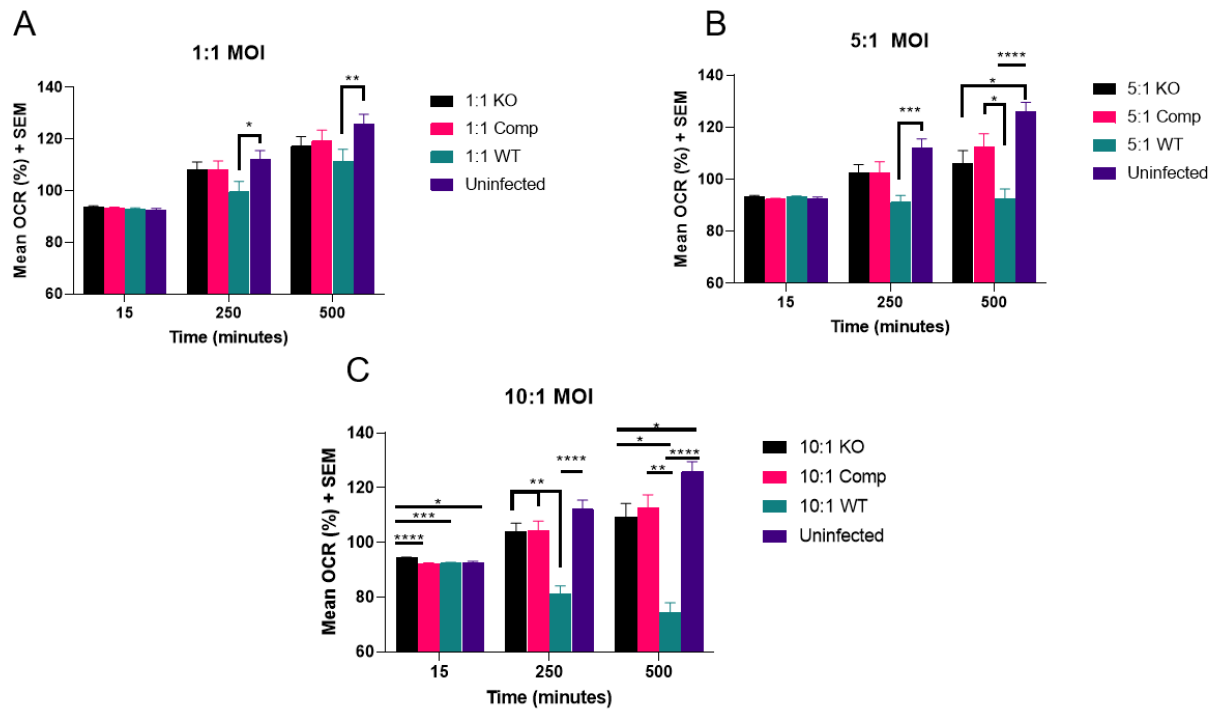 A
1:1 MOI
Mean OCR (%) + SEM
140
120
100
80
60
*
**
15
250
500
Time (minutes)
1:1 KO
1:1 Comp
1:1 WT
Uninfected
B
5:1 MOI
Mean OCR (%) + SEM
140
120
100
80
60
***
****
*
*
15
250
500
Time (minutes)
5:1 KO
5:1 Comp
5:1 WT
Uninfected
C
10:1 MOI
Mean OCR (%) + SEM
140
120
100
80
60
*
***
****
**
****
*
*
****
**
15
250
500
Time (minutes)
10:1 KO
10:1 Comp
10:1 WT
Uninfected